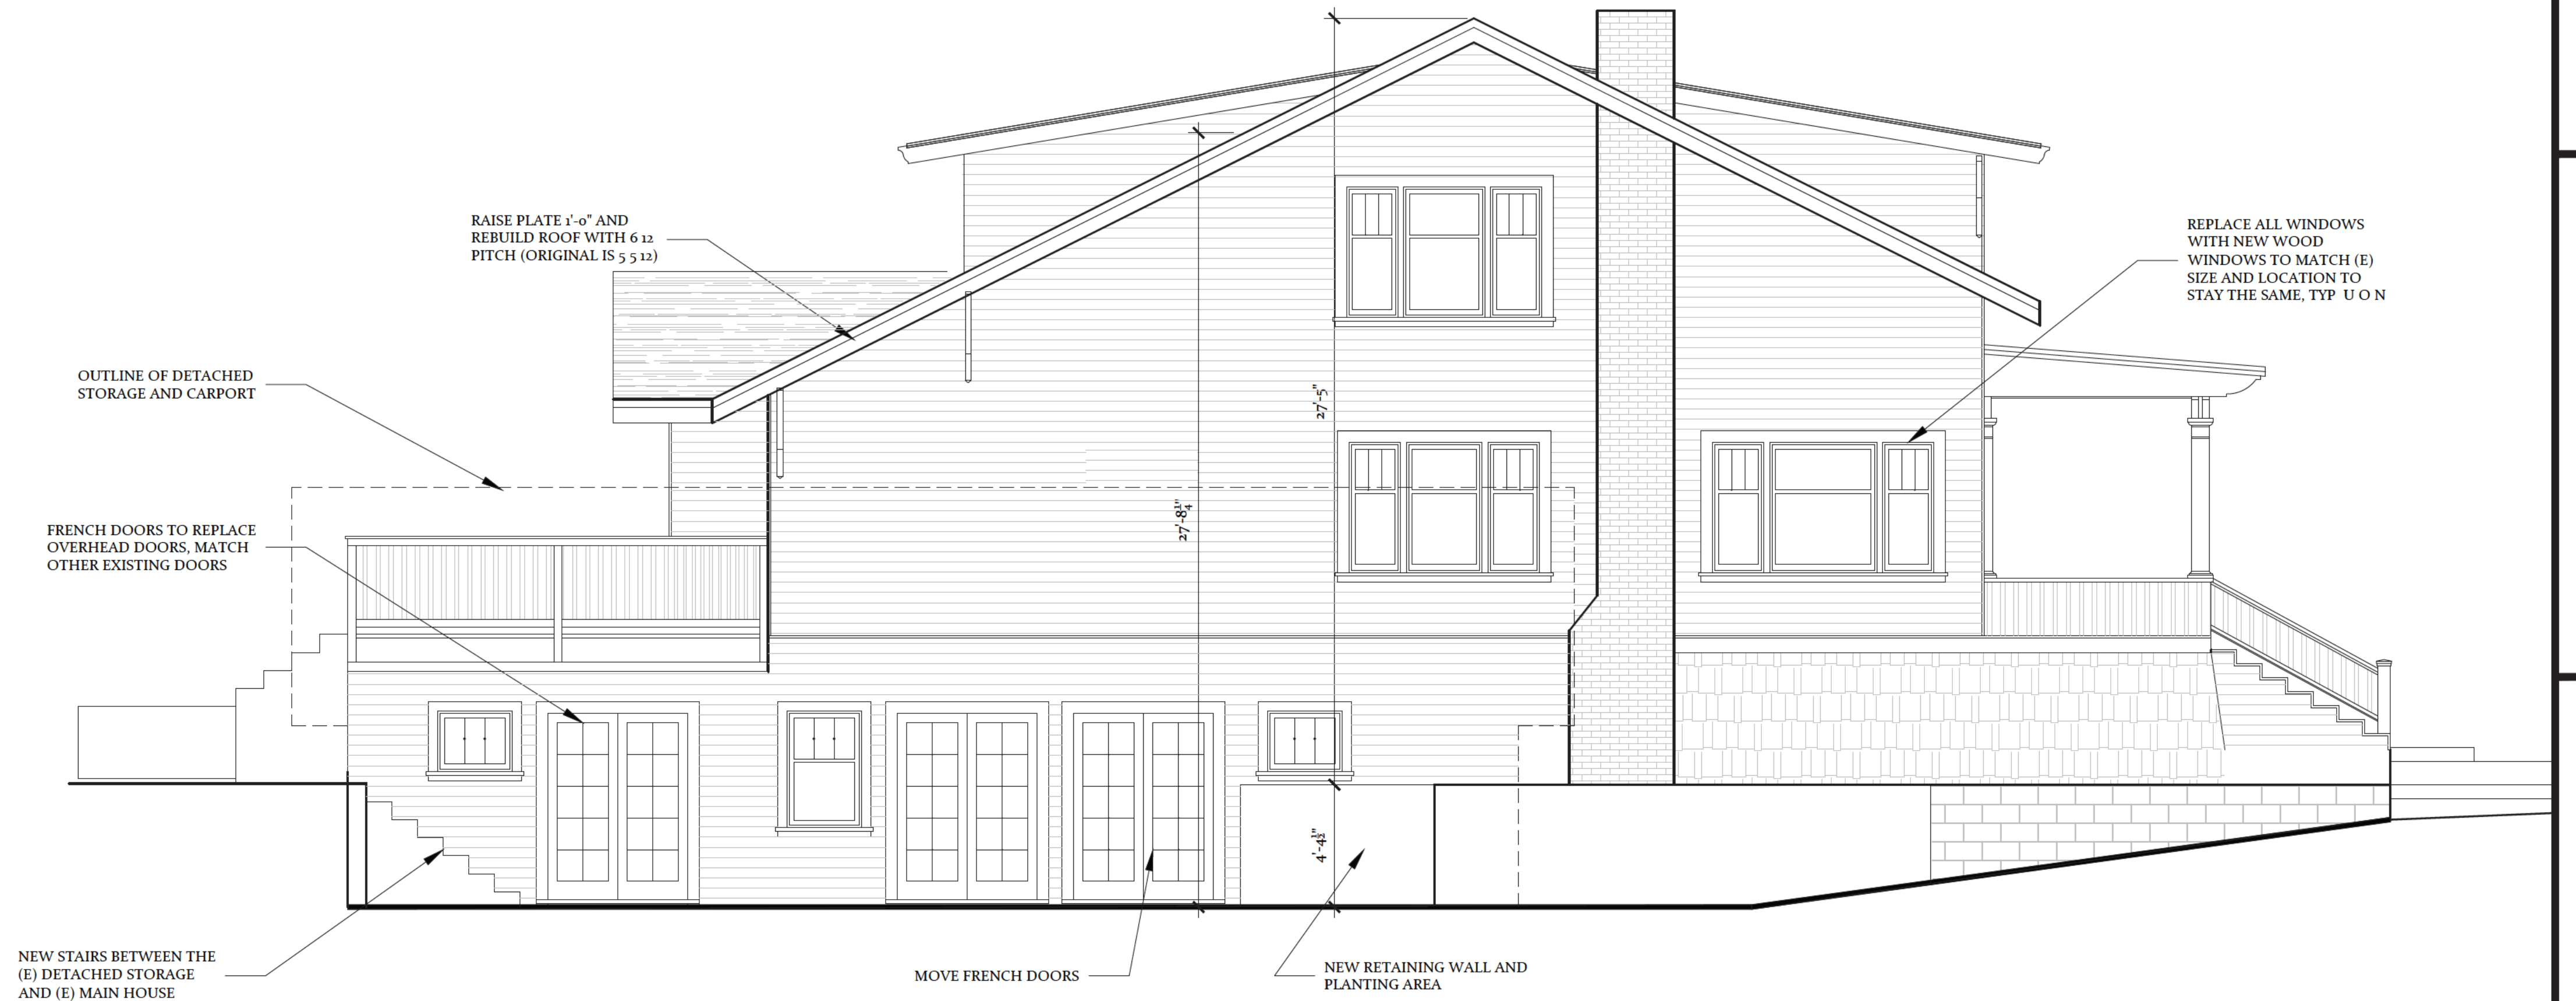 RAISE PLATE 1'-0" AND
REBUILD ROOF WITH 6 12
PITCH (ORIGINAL IS 5 5 12)
REPLACE ALL WINDOWS
WITH NEW WOOD
WINDOWS TO MATCH (E)
SIZE AND LOCATION TO
STAY THE SAME, TYP U O N
OUTLINE OF DETACHED
STORAGE AND CARPORT
27'-5"
27'-8¼"
FRENCH DOORS TO REPLACE
OVERHEAD DOORS, MATCH
OTHER EXISTING DOORS
4'-4½"
NEW STAIRS BETWEEN THE
(E) DETACHED STORAGE
AND (E) MAIN HOUSE
MOVE FRENCH DOORS
NEW RETAINING WALL AND
PLANTING AREA